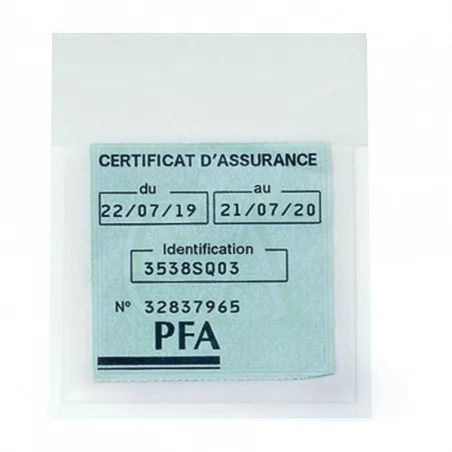 CERTIFICAT D'ASSURANCE
du au
22/07/19 21/07/20
Identification
3538SQ03
N° 32837965
PFA